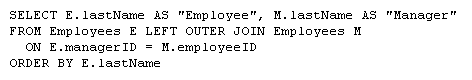 SELECT E.lastName AS "Employee", M.lastName AS "Manager"
FROM Employees E LEFT OUTER JOIN Employees M
  ON E.managerID = M.employeeID
ORDER BY E.lastName